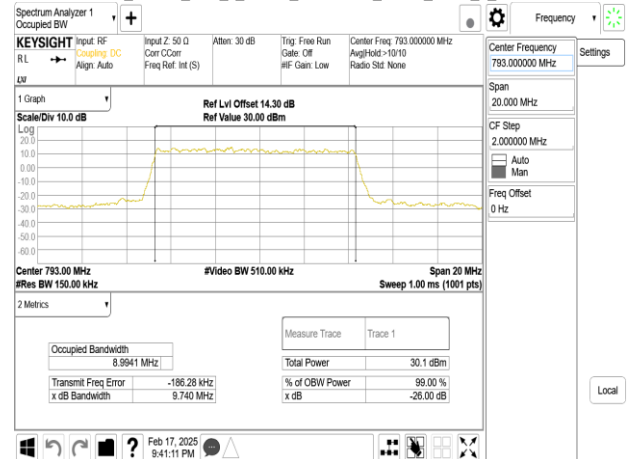 Spectrum Analyzer 1
Occupied BW
Frequency
KEYSIGHT
Input: RF
Coupling: DC
Align: Auto
RL
LXI
Input Z: 50 Ω
Corr CCorr
Freq Ref: Int (S)
Atten: 30 dB
Trig: Free Run
Gate: Off
#IF Gain: Low
Center Freq: 793.000000 MHz
Avg|Hold:>10/10
Radio Std: None
Center Frequency
793.000000 MHz
Settings
Span
20.000 MHz
CF Step
2.000000 MHz
Auto
Man
Freq Offset
0 Hz
1 Graph
Scale/Div 10.0 dB
Ref Lvl Offset 14.30 dB
Ref Value 30.00 dBm
Log
20.0
10.0
0.00
-10.0
-20.0
-30.0
-40.0
-50.0
-60.0
Center 793.00 MHz
#Res BW 150.00 kHz
#Video BW 510.00 kHz
Span 20 MHz
Sweep 1.00 ms (1001 pts)
2 Metrics
Measure Trace Trace 1
Occupied Bandwidth
8.9941 MHz
Total Power 30.1 dBm
Transmit Freq Error -186.28 kHz
% of OBW Power 99.00 %
x dB Bandwidth 9.740 MHz
x dB -26.00 dB
Local
Feb 17, 2025
9:41:11 PM